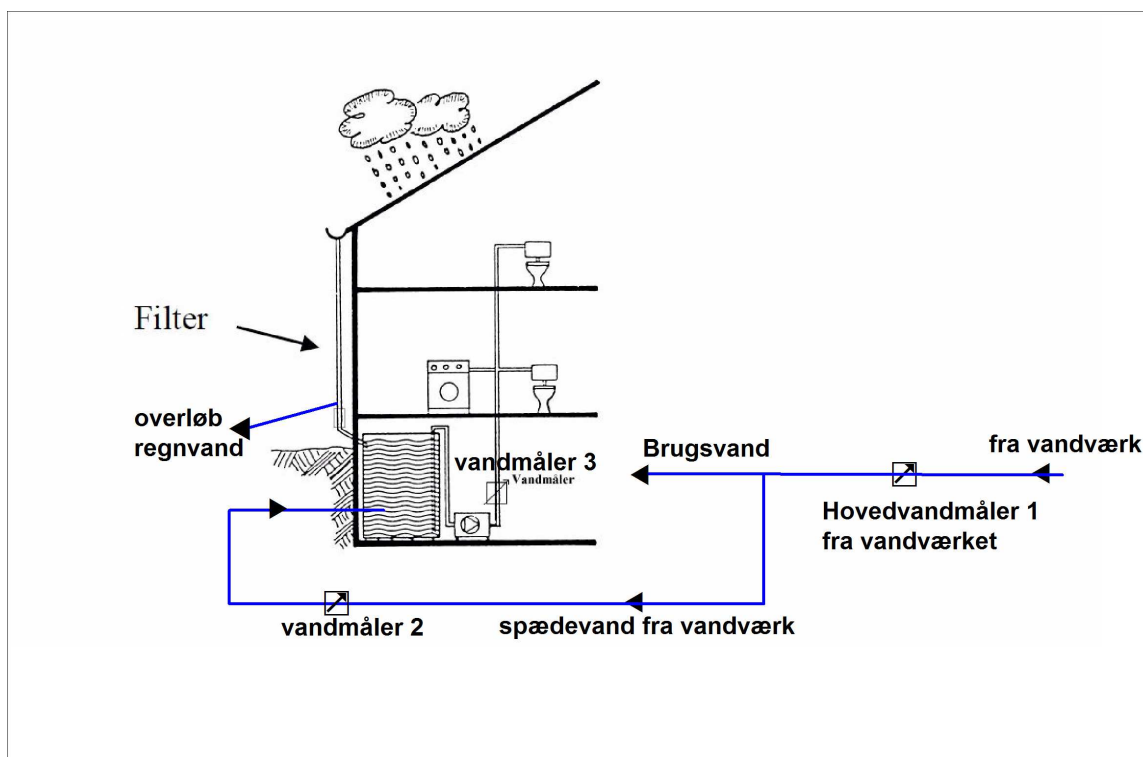 Filter
overløb
regnvand
vandmåler 3
Vandmåler
Brugsvand
fra vandværk
Hovedvandmåler 1
fra vandværket
vandmåler 2
spædevand fra vandværk